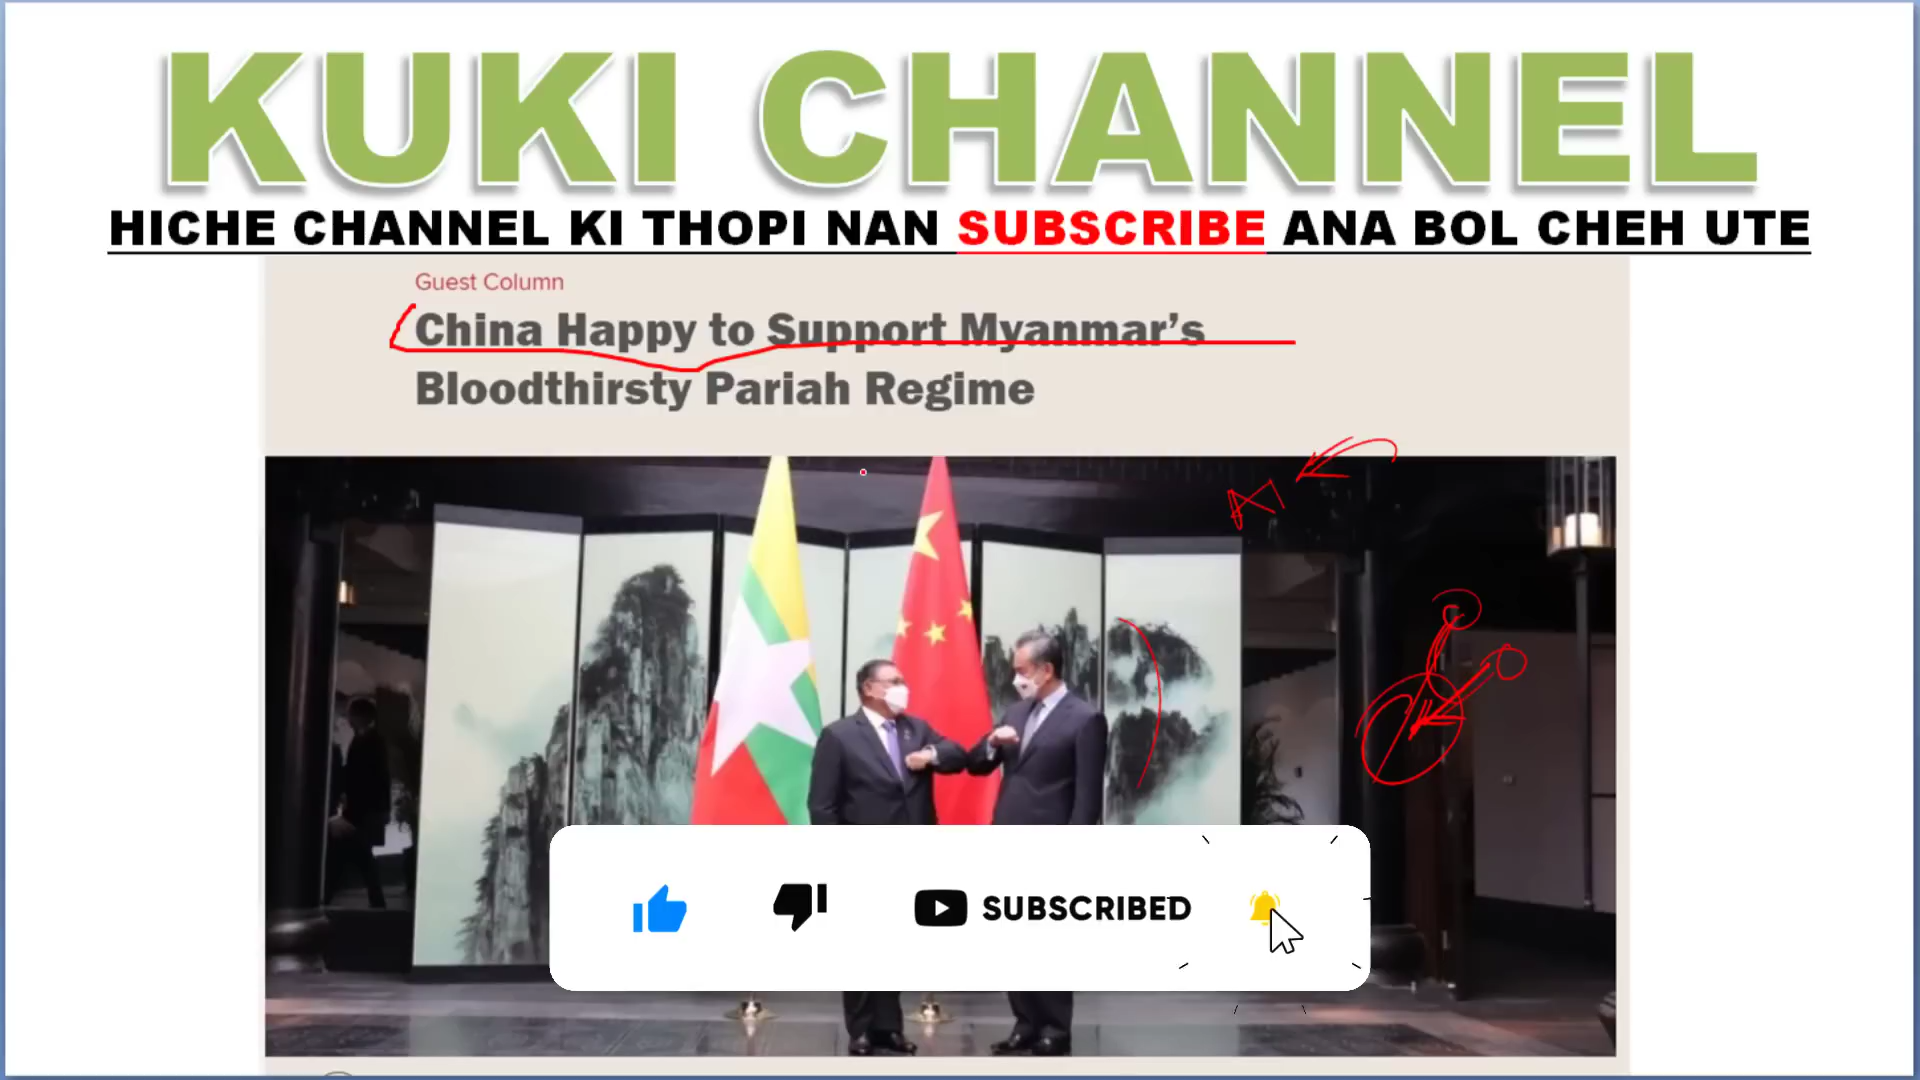 KUKI CHANNEL
HICHE CHANNEL KI THOPI NAN SUBSCRIBE ANA BOL CHEH UTE
Guest Column
China Happy to Support Myanmar’s
Bloodthirsty Pariah Regime
SUBSCRIBED